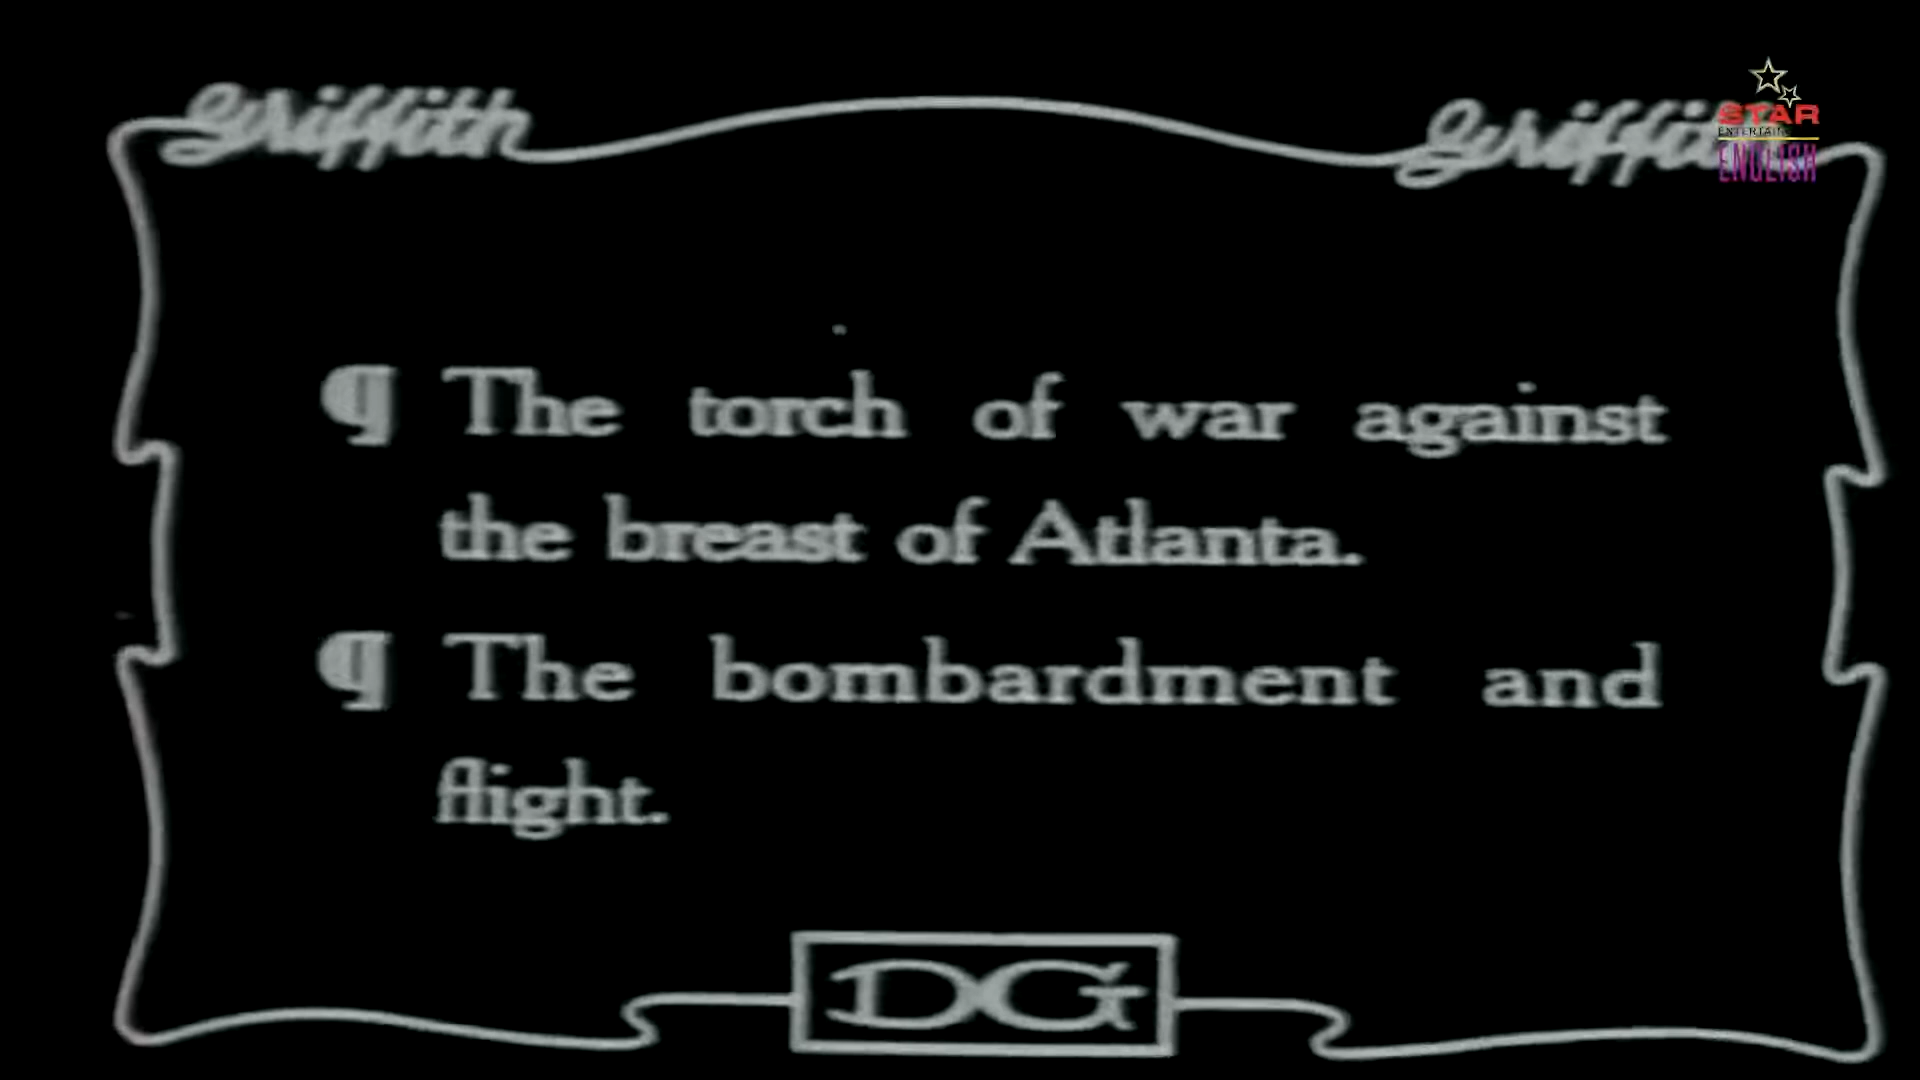 Griffith Griffith
STAR
ENGLISH
¶ The torch of war against
the breast of Atlanta.
¶ The bombardment and
flight.
DG